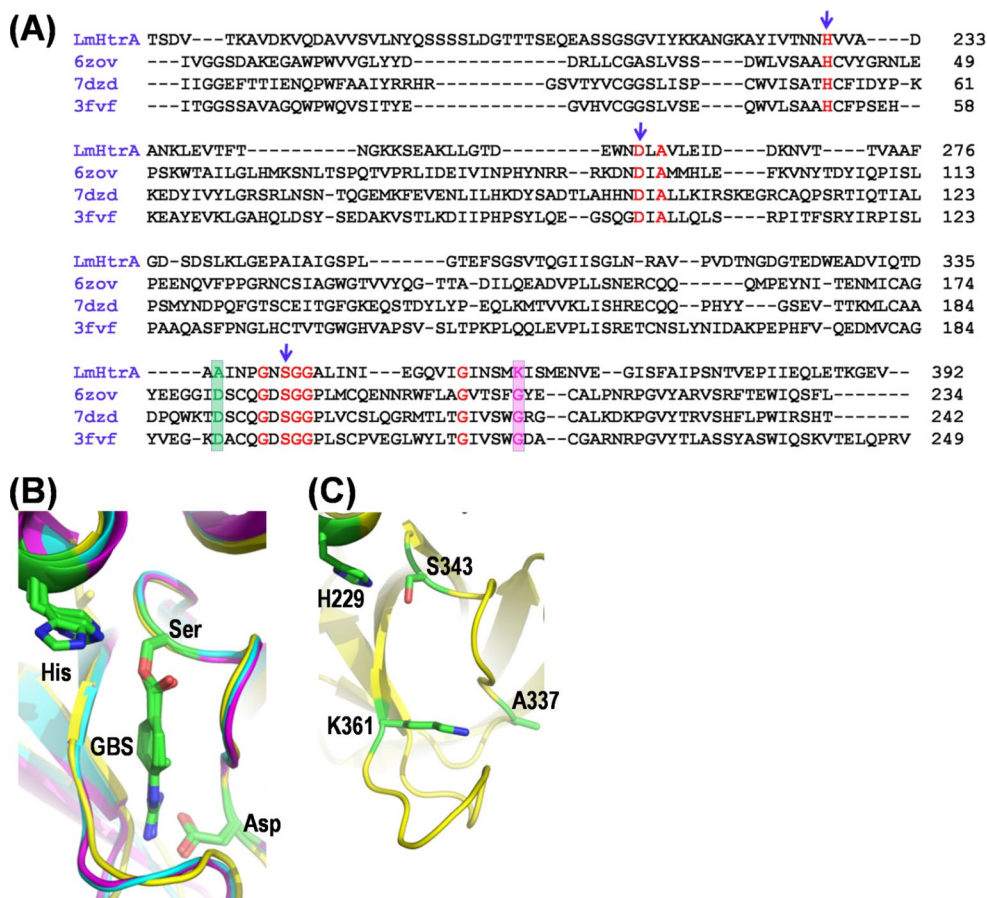 (A)
LmHtrA TSDV---TKAVDKVQDAVVSVLNYQSSSSLDGTTTSEQEASSGSGVIYKKANGKAYIVTNNHVVA----D 233
6zov ---IVGGSDAKEGAWPWVVGLYYD------------DRLLCGASLVSS---DWLVSAAHCVYGRNLE 49
7dzd ---IIGGEFTTIENQPWFAAIYRRHR----------GSVTYVCGGSLISP---CWVISATHCFIDYP-K 61
3fvf ---ITGGSSAVAGQWPWQVSITYE------------GVHVCGGSLVSE---QWVLSAAHCFPSEH-- 58
LmHtrA ANKLEVTFT-------NGKKSEAKLLGTD-----------EWNDLAVLEID---DKNVT---TVAAF 276
6zov PSKWTAILGLHMKSNLTSPQTVPRLIDEIVINPHYNRR--RKDNDIAMMHLE----FKVNYTDYIQPISL 113
7dzd KEDYIVYLGRSRLNSN-TQGEMKFEVENLILHKDYSADTLAHHNDIALLKIRSKEGRCAQPSRTIQTISL 123
3fvf KEAYEVKLGAHQLDSY-SEDAKVSTLKDIIPHPSYLQE--GSQGDIALLQLS----RPITFSRYIRPISL 123
LmHtrA GD-SDSLKLGEPAIAIGSPL-----GTEFSGSVTQGIISGLN-RAV-PVDTNGDGTEDWEADVIQTD 335
6zov PEENQVFPPGRNCSIAGWGTVVYQG-TTA-DILQEADVPLLSNERCQQ----QMPEYNI-TENMICAG 174
7dzd PSMYNDPQFGTSCEITGFGKEQSTDYLYP-EQLKMTVVKLISHRECQQ--PHYY---GSEV-TTKMLCAA 184
3fvf PAAQASFPNGLHCTVTGWGHVAPSV-SLTPKPLQQLEVPLISRETCNSLYNIDAKPEPHFV-QEDMVCAG 184
LmHtrA -----AAINPGNSGGALINI---EGQVIGINSMKISMENVE--GISFAIPSNTVEPIIEQLETKGEV-- 392
6zov YEEGGIDSCQGDSGGPLMCQENNRWFLAGVTSFGYE---CALPNRPGVYARVSRFTEWIQSFL------- 234
7dzd DPQWKTDSCQGDSGGPLVCSLQGRMTLTGIVSWGRG---CALKDKPGVYTRVSHFLPWIRSHT------- 242
3fvf YVEG-KDACQGDSGGPLSCPVEGLWYLTGIVSWGDA---CGARNRPGVYTLASSYASWIQSKVTELQPRV 249
(B) (C)
Ser
His
GBS
Asp
S343
H229
A337
K361